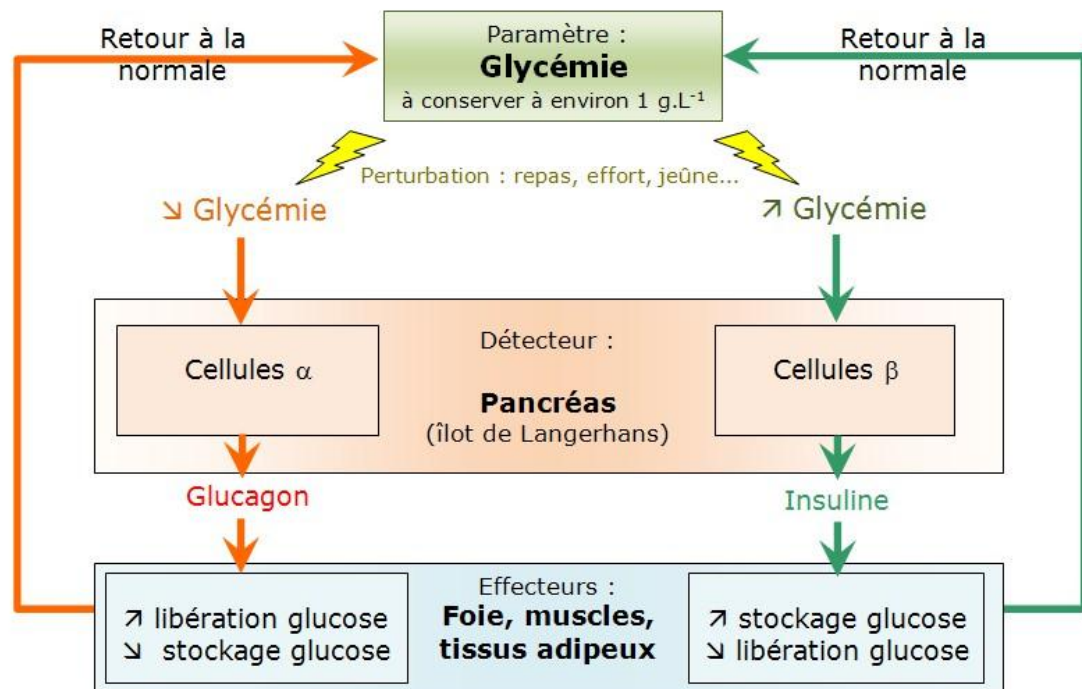 Retour à la
normale
Paramètre :
Glycémie
à conserver à environ 1 g.L⁻¹
Retour à la
normale
Perturbation : repas, effort, jeûne...
↘ Glycémie
↗ Glycémie
Cellules α
Détecteur :
Pancréas
(îlot de Langerhans)
Cellules β
Glucagon
Insuline
↗ libération glucose
↘ stockage glucose
Effecteurs :
Foie, muscles,
tissus adipeux
↗ stockage glucose
↘ libération glucose